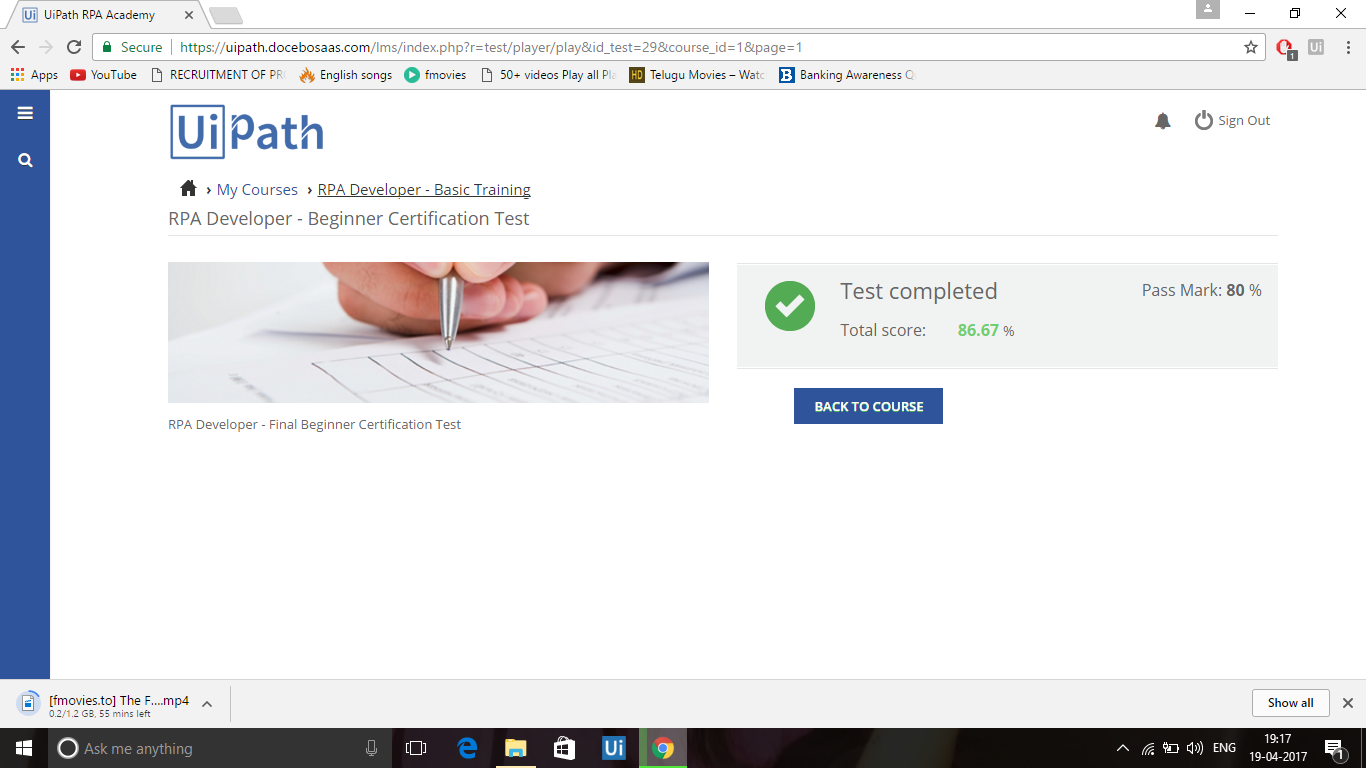 UiPath RPA Academy
Secure
https://uipath.docebosaas.com/lms/index.php?r=test/player/play&id_test=29&course_id=1&page=1
1
Ui
Apps
YouTube
RECRUITMENT OF PR
English songs
fmovies
50+ videos Play all Pla
HD
Telugu Movies – Watc
B
Banking Awareness Q
UiPath
Sign Out
› My Courses › RPA Developer - Basic Training
RPA Developer - Beginner Certification Test
Test completed
Pass Mark: 80 %
Total score: 86.67 %
BACK TO COURSE
RPA Developer - Final Beginner Certification Test
[fmovies.to] The F....mp4
0.2/1.2 GB, 55 mins left
Show all
Ask me anything
Ui
ENG
19:17
19-04-2017
1